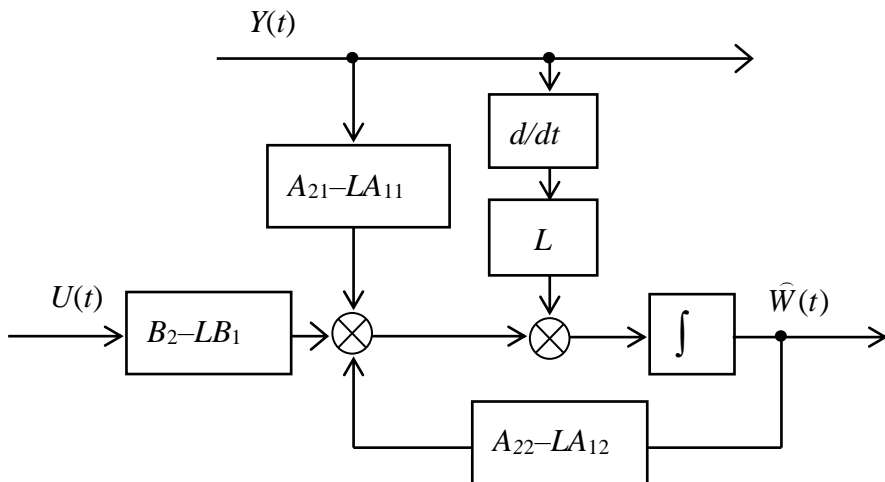 Y(t)
d/dt
A₂₁–LA₁₁
L
U(t)
B₂–LB₁
∫
Ŵ(t)
A₂₂–LA₁₂